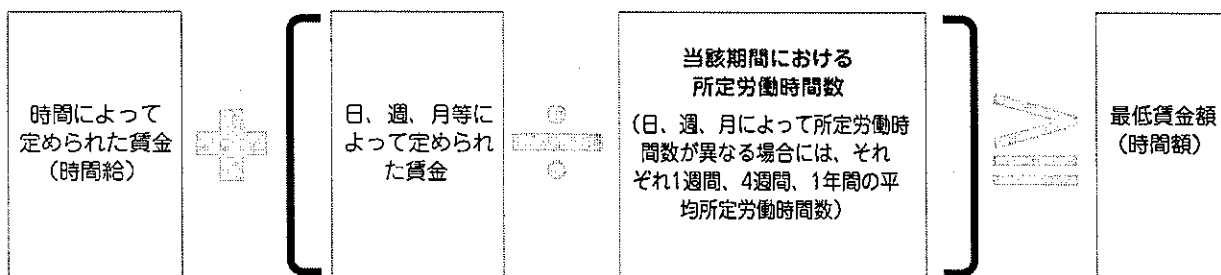 時間によって
定められた賃金
(時間給)
+
日、週、月等に
よって定められ
た賃金
÷
当該期間における
所定労働時間数
(日、週、月によって所定労働時
間数が異なる場合には、それ
ぞれ1週間、4週間、1年間の平
均所定労働時間数)
≧
最低賃金額
(時間額)